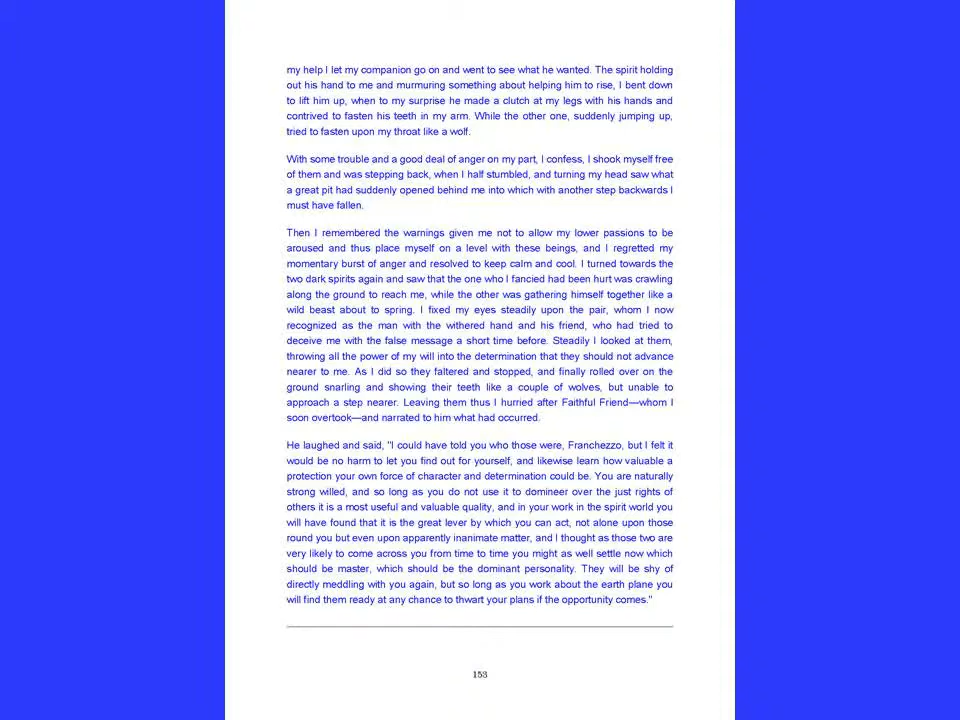 my help I let my companion go on and went to see what he wanted. The spirit holding
out his hand to me and murmuring something about helping him to rise, I bent down
to lift him up, when to my surprise he made a clutch at my legs with his hands and
contrived to fasten his teeth in my arm. While the other one, suddenly jumping up,
tried to fasten upon my throat like a wolf.
With some trouble and a good deal of anger on my part, I confess, I shook myself free
of them and was stepping back, when I half stumbled, and turning my head saw what
a great pit had suddenly opened behind me into which with another step backwards I
must have fallen.
Then I remembered the warnings given me not to allow my lower passions to be
aroused and thus place myself on a level with these beings, and I regretted my
momentary burst of anger and resolved to keep calm and cool. I turned towards the
two dark spirits again and saw that the one who I fancied had been hurt was crawling
along the ground to reach me, while the other was gathering himself together like a
wild beast about to spring. I fixed my eyes steadily upon the pair, whom I now
recognized as the man with the withered hand and his friend, who had tried to
deceive me with the false message a short time before. Steadily I looked at them,
throwing all the power of my will into the determination that they should not advance
nearer to me. As I did so they faltered and stopped, and finally rolled over on the
ground snarling and showing their teeth like a couple of wolves, but unable to
approach a step nearer. Leaving them thus I hurried after Faithful Friend—whom I
soon overtook—and narrated to him what had occurred.
He laughed and said, "I could have told you who those were, Franchezzo, but I felt it
would be no harm to let you find out for yourself, and likewise learn how valuable a
protection your own force of character and determination could be. You are naturally
strong willed, and so long as you do not use it to domineer over the just rights of
others it is a most useful and valuable quality, and in your work in the spirit world you
will have found that it is the great lever by which you can act, not alone upon those
round you but even upon apparently inanimate matter, and I thought as those two are
very likely to come across you from time to time you might as well settle now which
should be master, which should be the dominant personality. They will be shy of
directly meddling with you again, but so long as you work about the earth plane you
will find them ready at any chance to thwart your plans if the opportunity comes."
153